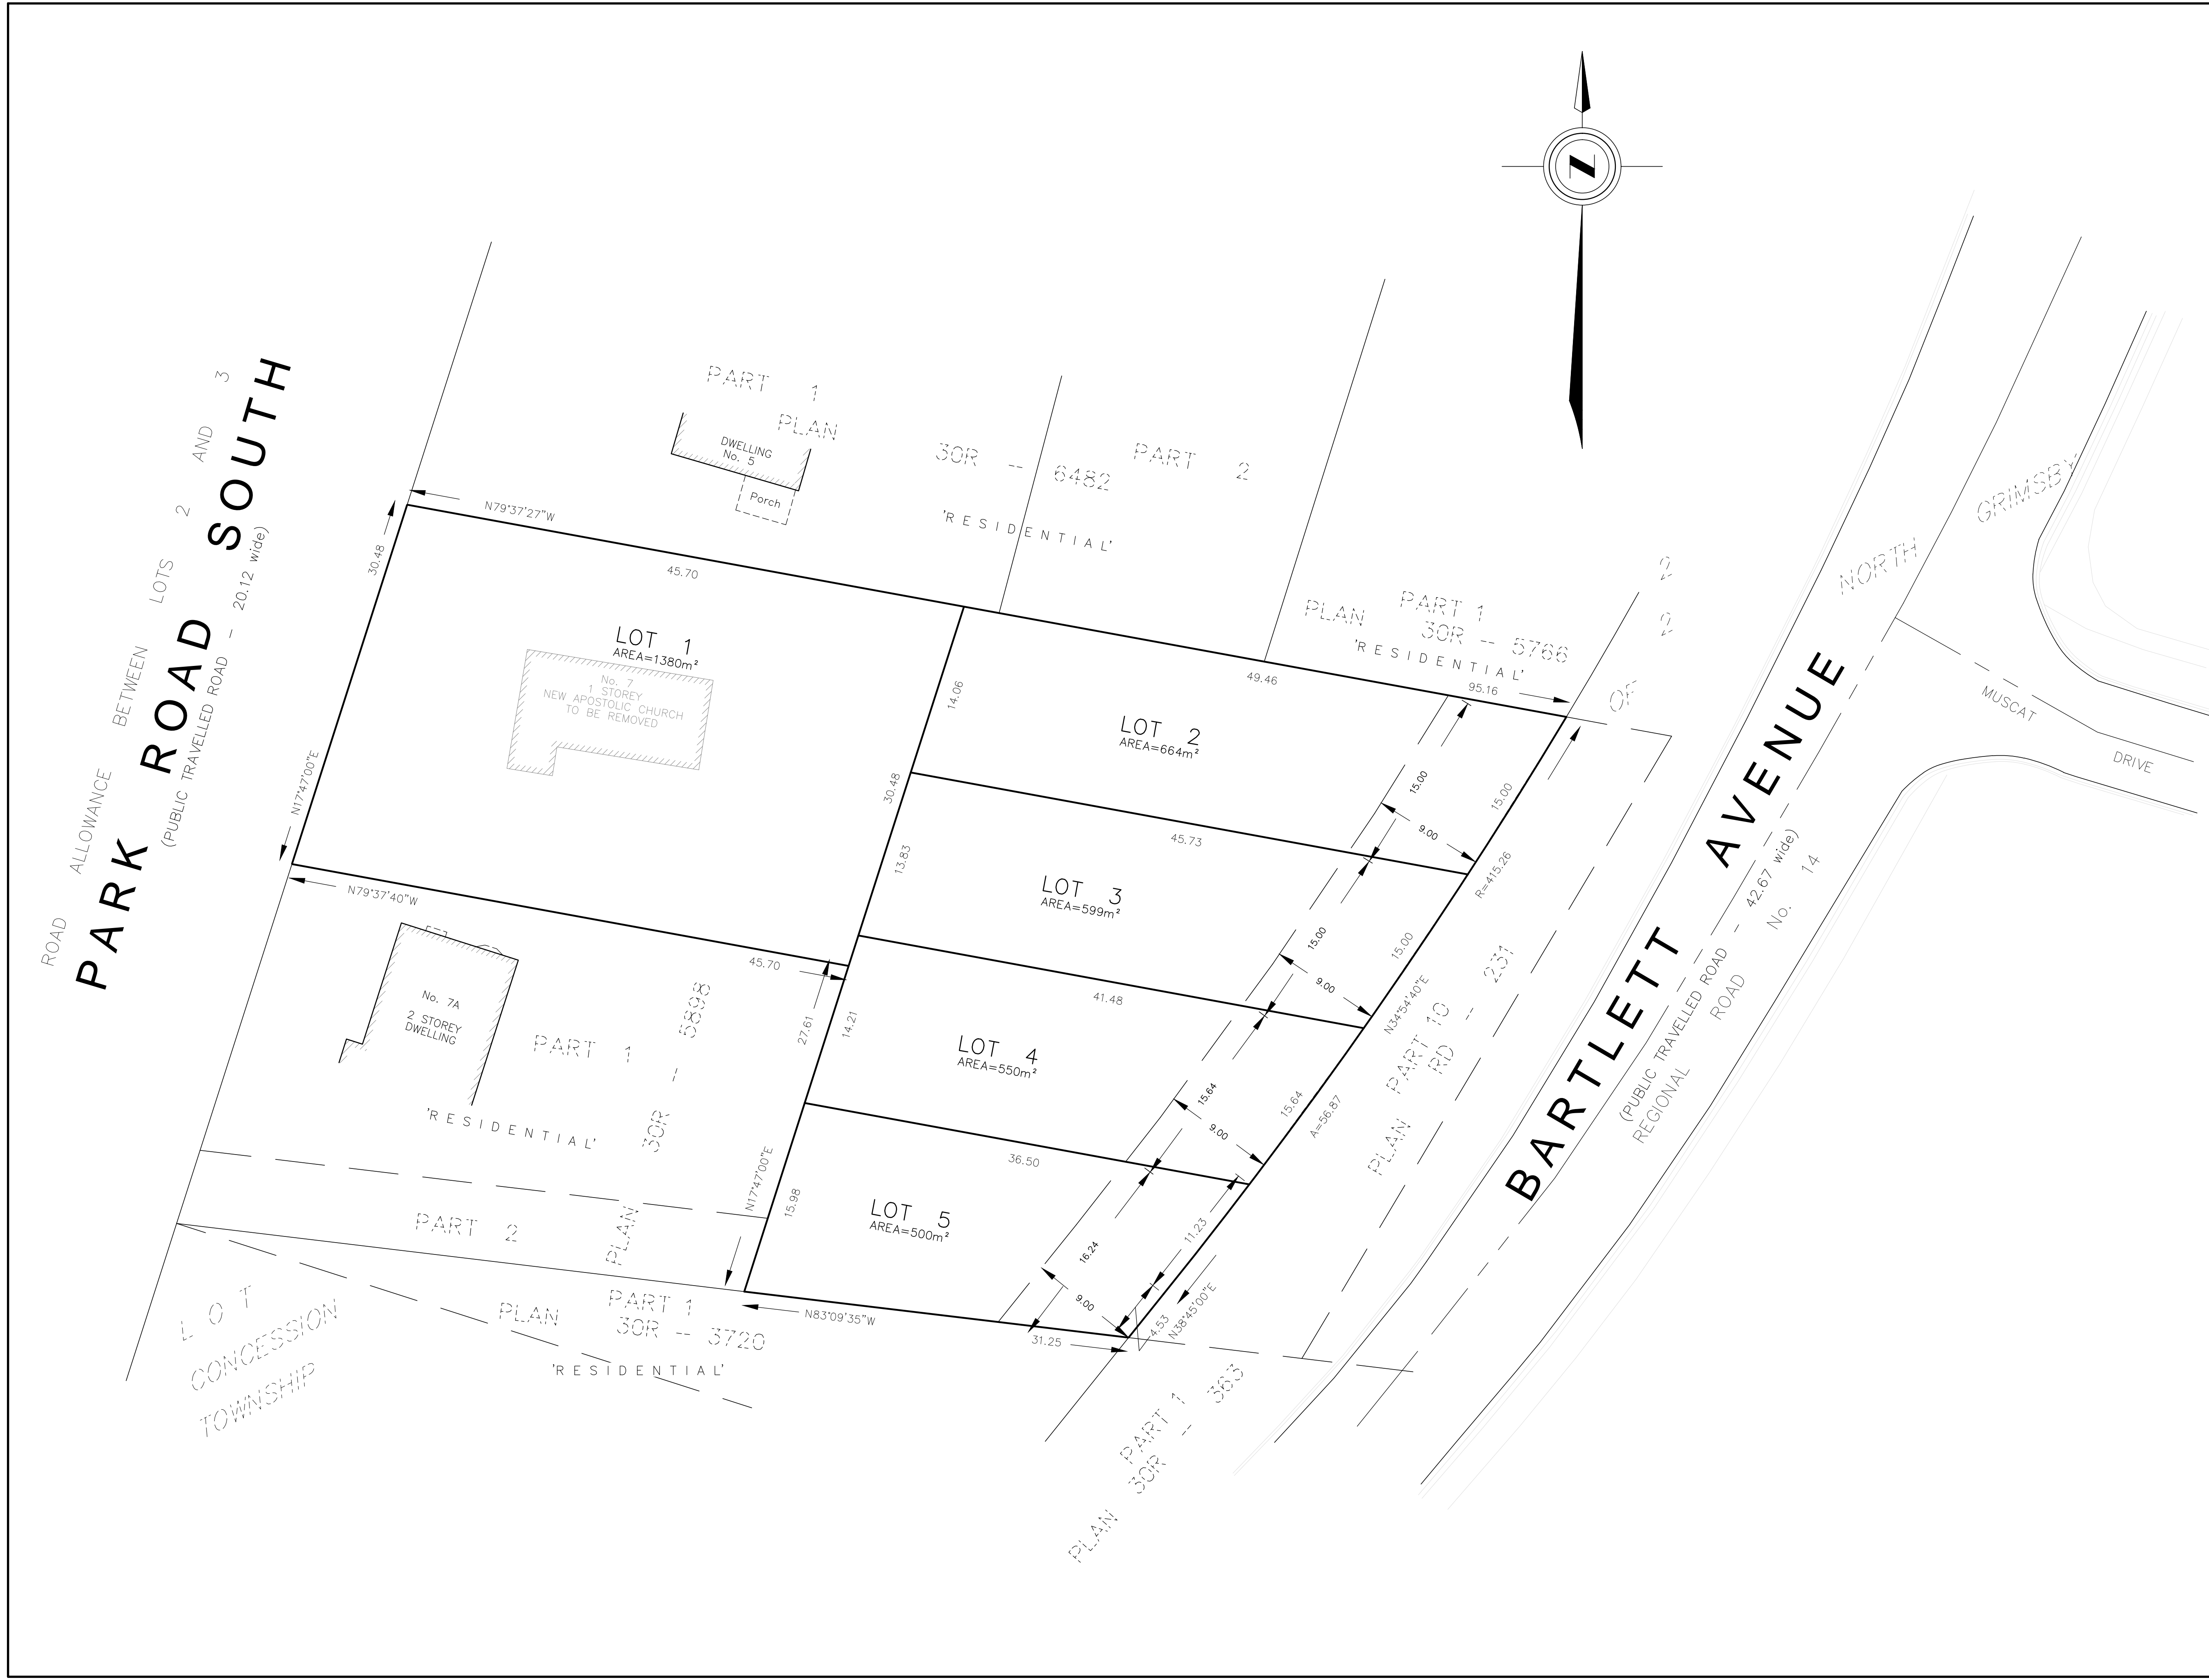 N
ROAD ALLOWANCE BETWEEN LOTS 2 AND 3
PARK ROAD SOUTH
(PUBLIC TRAVELLED ROAD - 20.12 wide)
PART 1
PLAN
30R -- 6482
PART 2
DWELLING
No. 5
Porch
'RESIDENTIAL'
30.48
N79°37'27"W
45.70
N17°47'00"E
LOT 1
AREA=1380m²
No. 7
1 STOREY
NEW APOSTOLIC CHURCH
TO BE REMOVED
PART 1
PLAN 30R -- 5766
'RESIDENTIAL'
49.46
95.16
2
2
OF
NORTH GRIMSBY
14.06
30.48
13.83
LOT 2
AREA=664m²
15.00
9.00
15.00
R=415.26
45.73
LOT 3
AREA=599m²
15.00
9.00
15.00
N34°54'40"E
41.48
N79°37'40"W
45.70
No. 7A
2 STOREY
DWELLING
PART 1
'RESIDENTIAL'
PLAN 30R - 5898
27.61
14.21
LOT 4
AREA=550m²
15.64
9.00
15.64
A=56.87
36.50
N17°47'00"E
15.98
LOT 5
AREA=500m²
16.24
9.00
11.23
4.53
N38°45'00"E
PART 2
N83°09'35"W
31.25
PART 1
PLAN 30R -- 3720
'RESIDENTIAL'
LOT
CONCESSION
TOWNSHIP
PART 10
PLAN RD -- 231
PART 1
PLAN 30R -- 363
BARTLETT AVENUE
(PUBLIC TRAVELLED ROAD - 42.67 wide)
REGIONAL ROAD No. 14
MUSCAT DRIVE